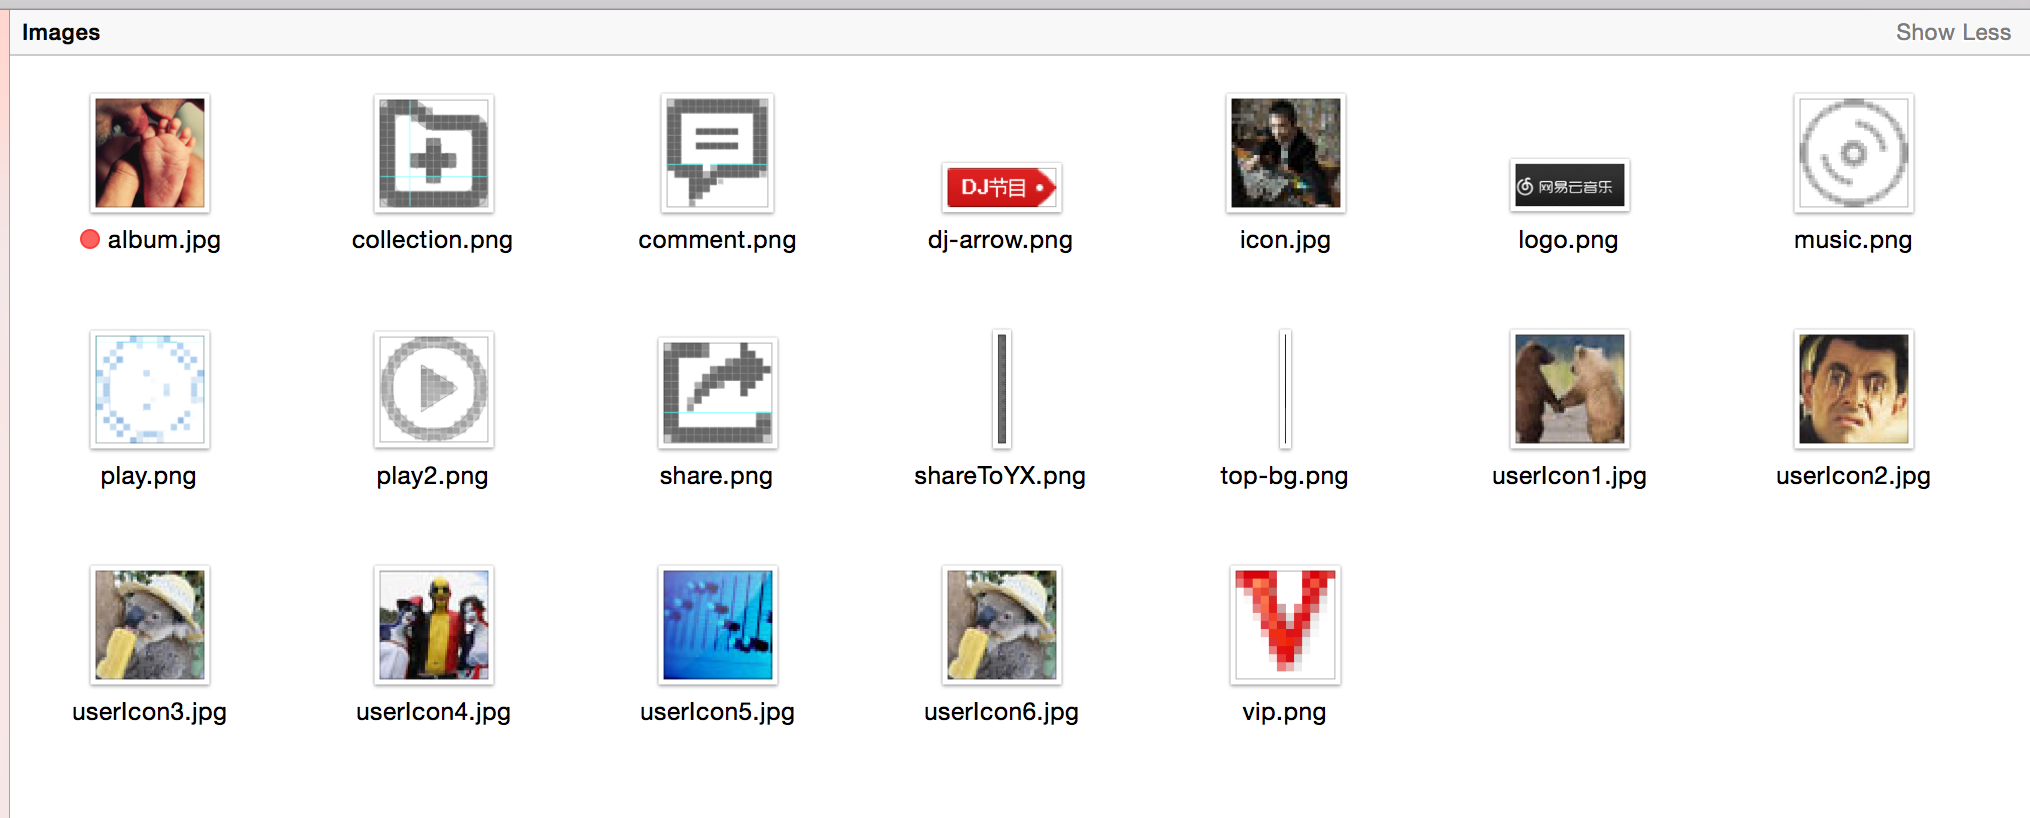 Images
Show Less
DJ节目
网易云音乐
album.jpg
collection.png
comment.png
dj-arrow.png
icon.jpg
logo.png
music.png
play.png
play2.png
share.png
shareToYX.png
top-bg.png
userIcon1.jpg
userIcon2.jpg
userIcon3.jpg
userIcon4.jpg
userIcon5.jpg
userIcon6.jpg
vip.png